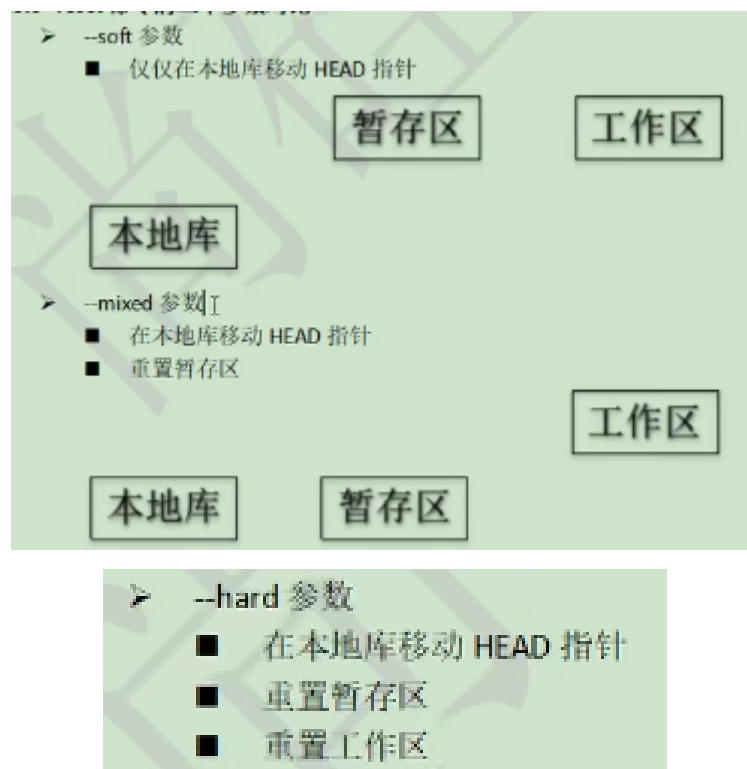 ➢ --soft 参数
■ 仅仅在本地库移动 HEAD 指针
暂存区 工作区
本地库
➢ --mixed 参数
■ 在本地库移动 HEAD 指针
■ 重置暂存区
工作区
本地库 暂存区
➢ --hard 参数
■ 在本地库移动 HEAD 指针
■ 重置暂存区
■ 重置工作区